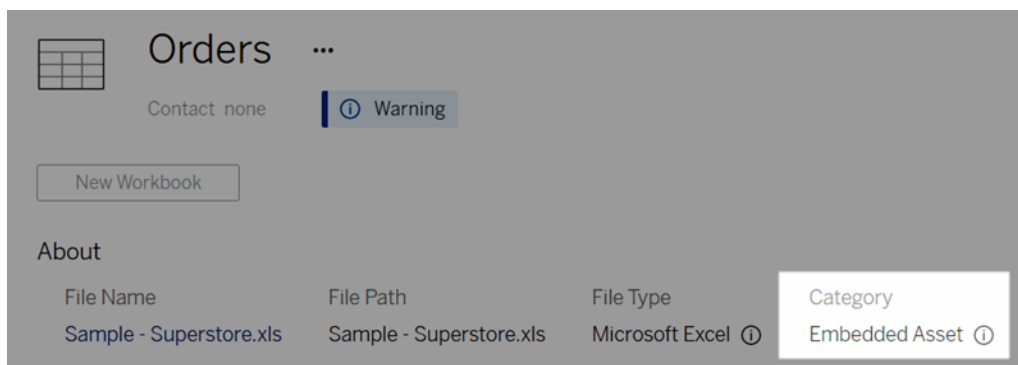 Orders ...
Contact none
Warning
New Workbook
About
File Name File Path File Type Category
Sample - Superstore.xls Sample - Superstore.xls Microsoft Excel Embedded Asset